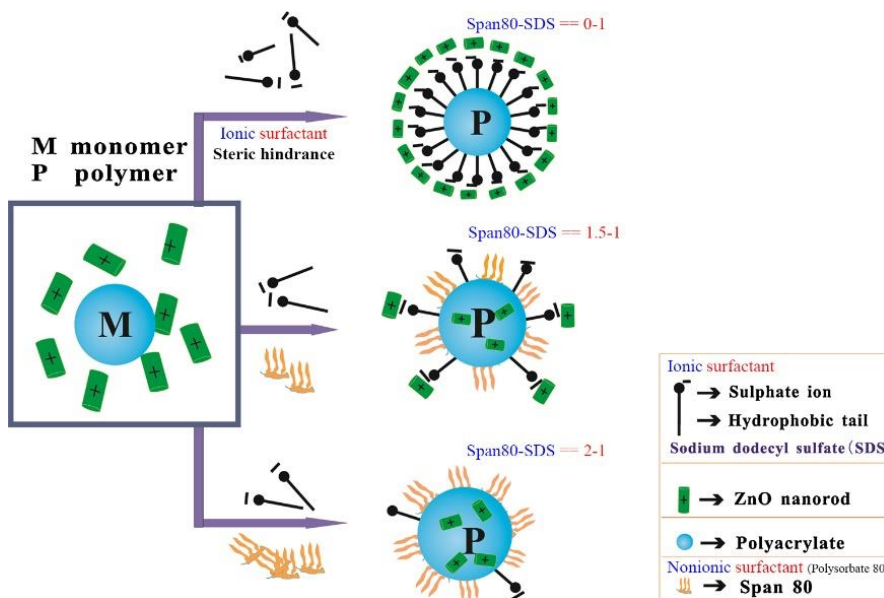 Span80-SDS == 0-1
P
Ionic surfactant
Steric hindrance
M monomer
P polymer
M
Span80-SDS == 1.5-1
P
Span80-SDS == 2-1
P
Ionic surfactant
→ Sulphate ion
→ Hydrophobic tail
Sodium dodecyl sulfate(SDS
+ → ZnO nanorod
→ Polyacrylate
Nonionic surfactant (Polysorbate 80
→ Span 80